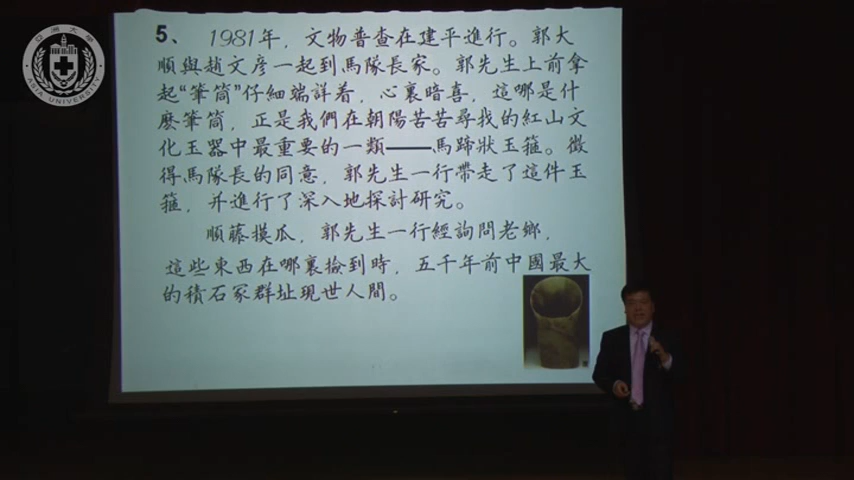 亞洲大學
ASIA UNIVERSITY
5、 1981年，文物普查在建平進行。郭大
順與趙文彥一起到馬隊長家。郭先生上前拿
起“筆筒”仔細端詳着，心裏暗喜，這哪是什
麽筆筒，正是我們在朝陽苦苦尋找的紅山文
化玉器中最重要的一類——馬蹄狀玉箍。徵
得馬隊長的同意，郭先生一行帶走了這件玉
箍，并進行了深入地探討研究。
順藤摸瓜，郭先生一行經詢問老鄉，
這些東西在哪裏撿到時，五千年前中國最大
的積石冢群址現世人間。